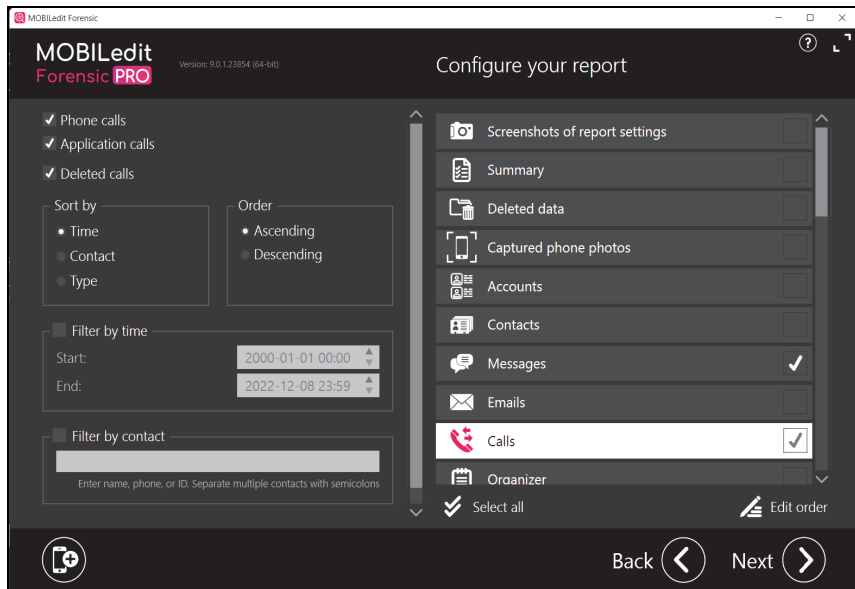 MOBILedit Forensic
MOBILedit
Forensic PRO
Version: 9.0.1.23854 (64-bit)
Configure your report
?
Phone calls
Application calls
Deleted calls
Sort by
Time
Contact
Type
Order
Ascending
Descending
Filter by time
Start: 2000-01-01 00:00
End: 2022-12-08 23:59
Filter by contact
Enter name, phone, or ID. Separate multiple contacts with semicolons
Screenshots of report settings
Summary
Deleted data
Captured phone photos
Accounts
Contacts
Messages
Emails
Calls
Organizer
Select all
Edit order
Back
Next